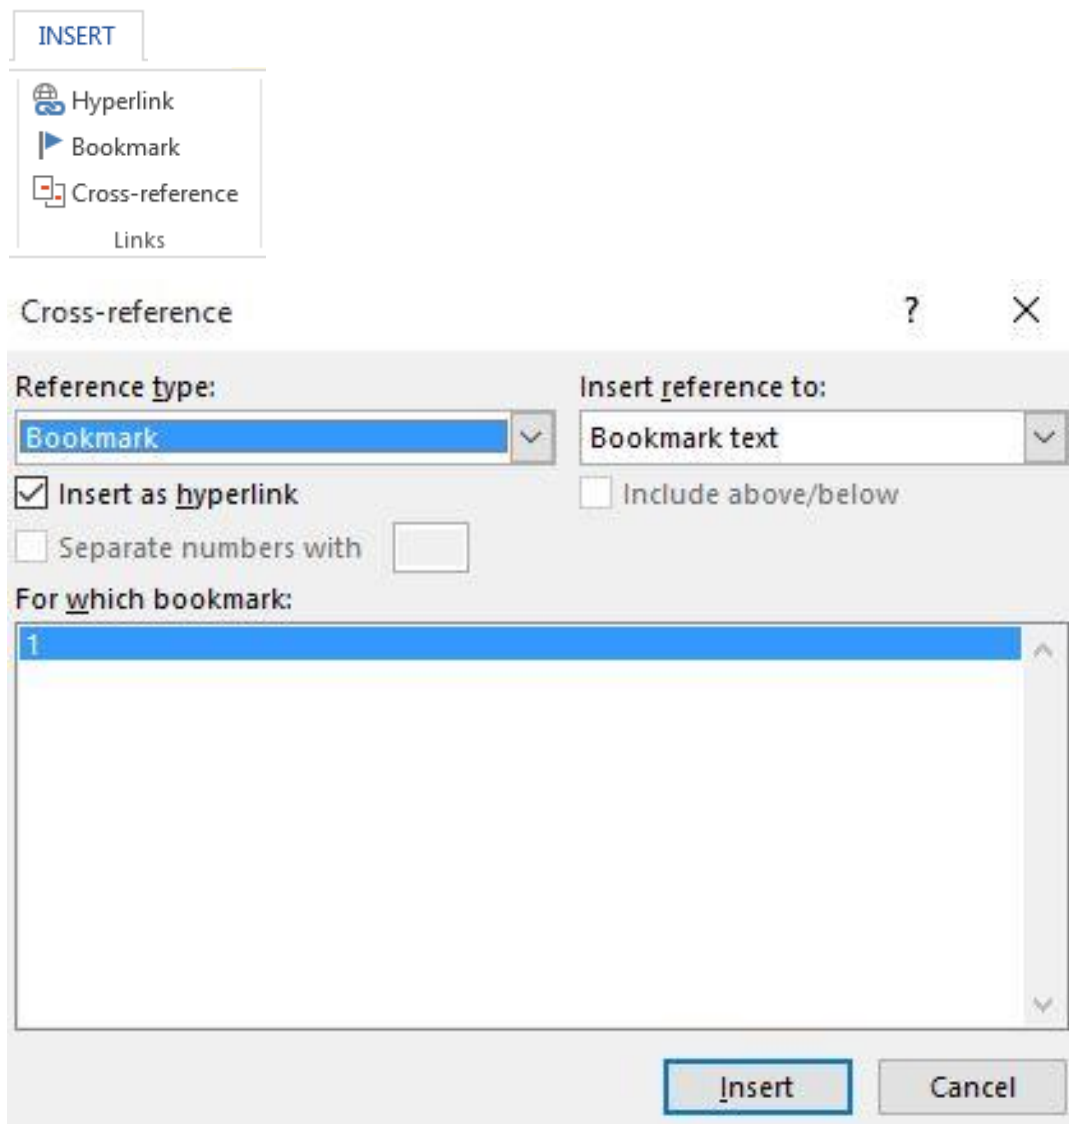 INSERT
Hyperlink
Bookmark
Cross-reference
Links
Cross-reference ?
Reference type: Insert reference to:
Bookmark Bookmark text
Insert as hyperlink Include above/below
Separate numbers with
For which bookmark:
1
Insert Cancel